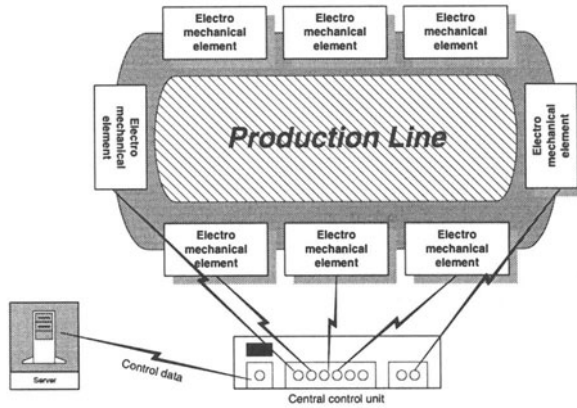 Electro
mechanical
element
Electro
mechanical
element
Electro
mechanical
element
Electro
mechanical
element
Production Line
Electro
mechanical
element
Electro
mechanical
element
Electro
mechanical
element
Electro
mechanical
element
Server
Control data
Central control unit